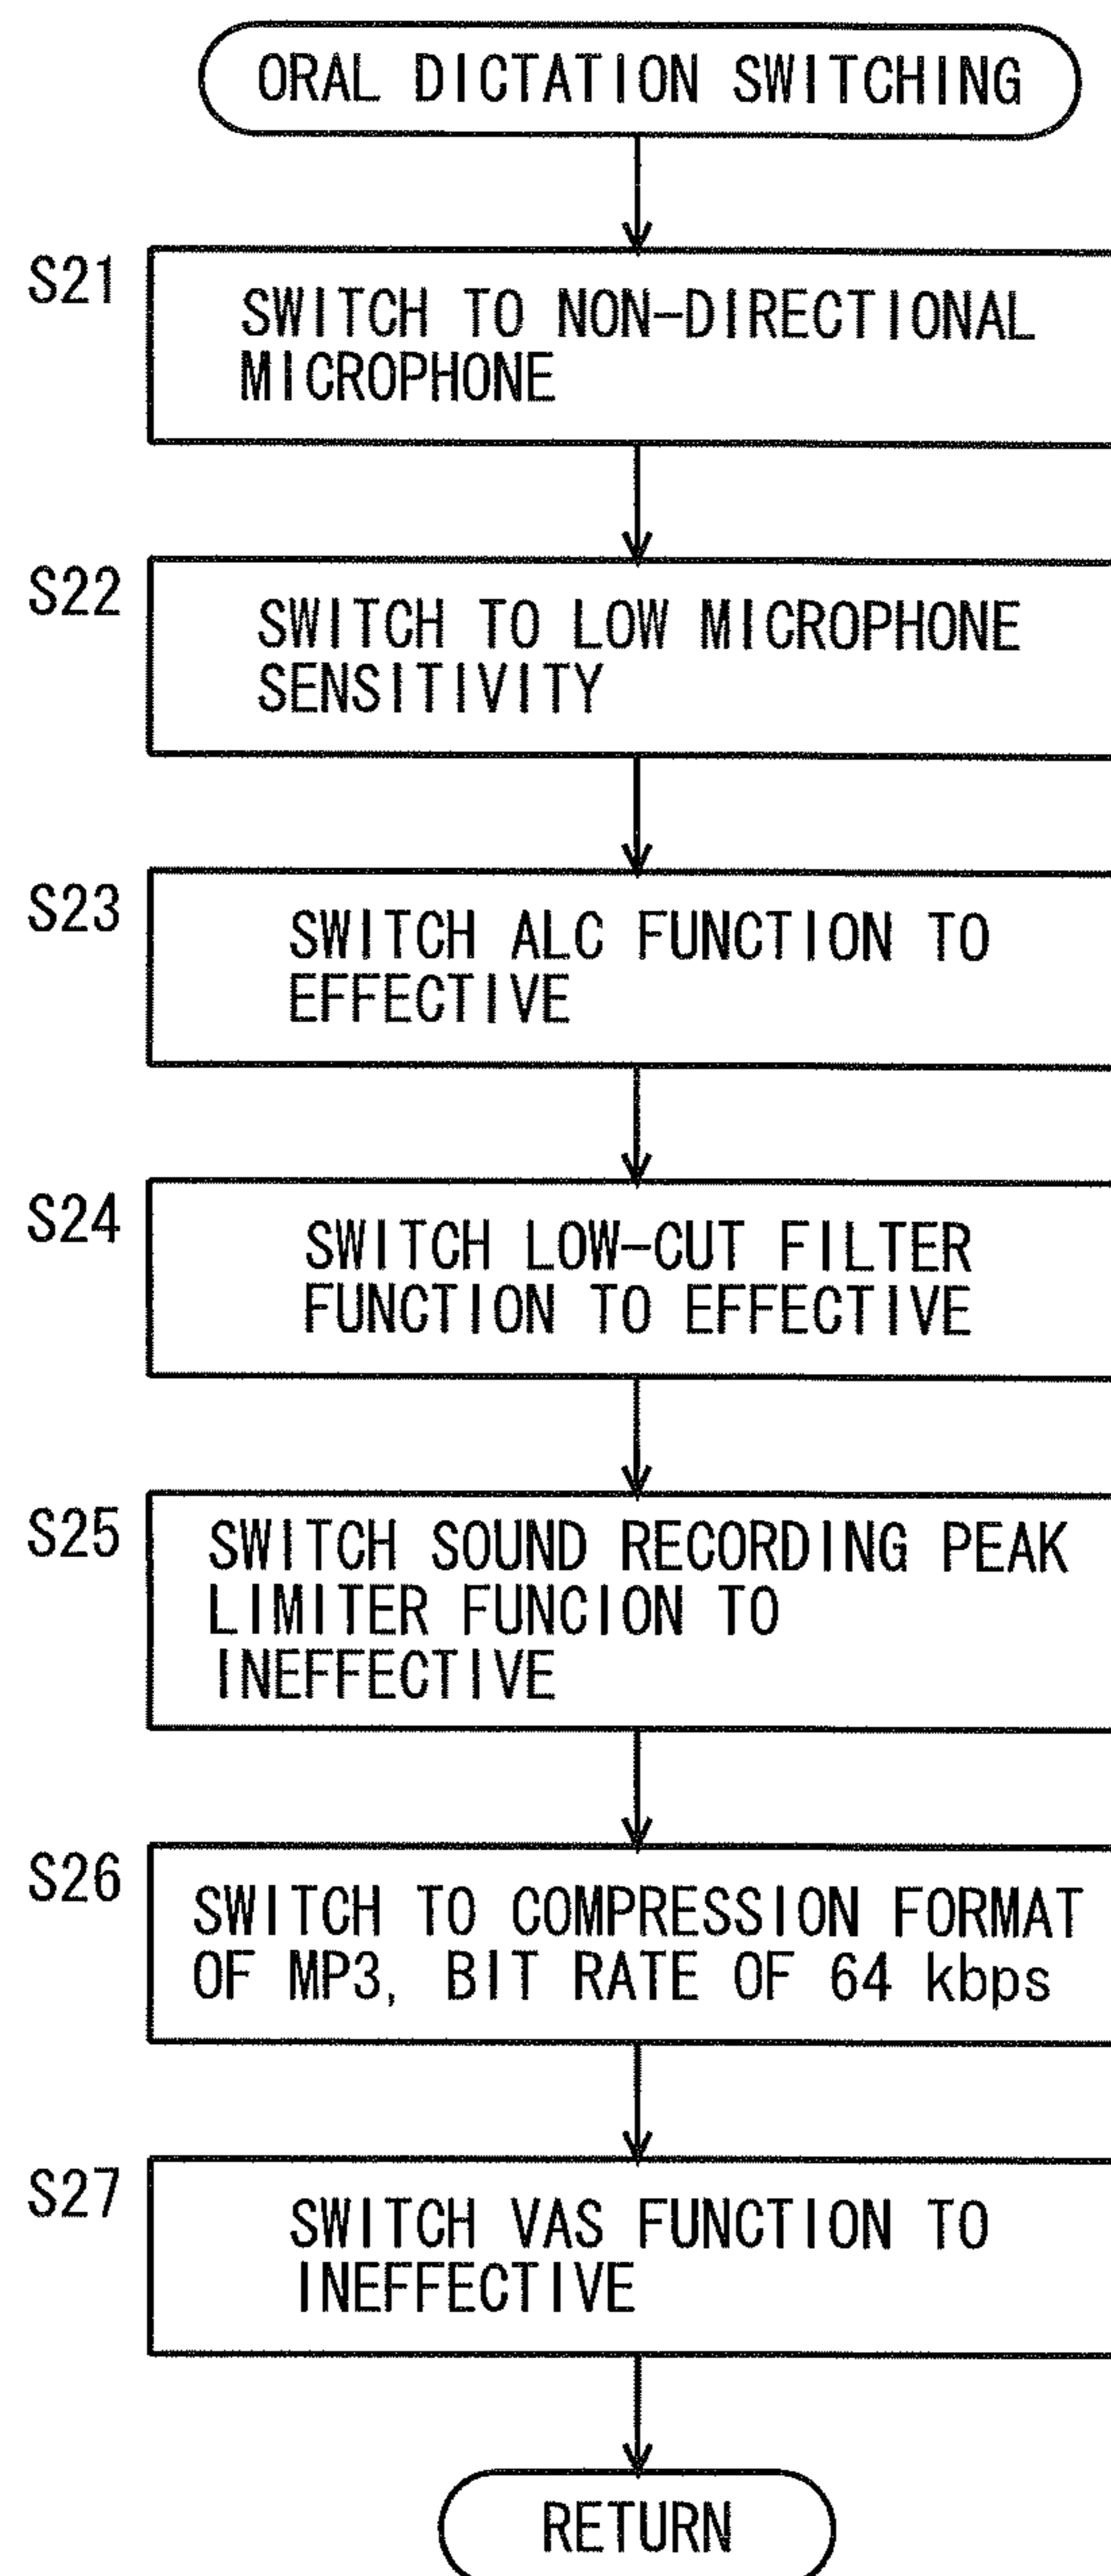 ORAL DICTATION SWITCHING
S21
SWITCH TO NON-DIRECTIONAL
MICROPHONE
S22
SWITCH TO LOW MICROPHONE
SENSITIVITY
S23
SWITCH ALC FUNCTION TO
EFFECTIVE
S24
SWITCH LOW-CUT FILTER
FUNCTION TO EFFECTIVE
S25
SWITCH SOUND RECORDING PEAK
LIMITER FUNCION TO
INEFFECTIVE
S26
SWITCH TO COMPRESSION FORMAT
OF MP3, BIT RATE OF 64 kbps
S27
SWITCH VAS FUNCTION TO
INEFFECTIVE
RETURN